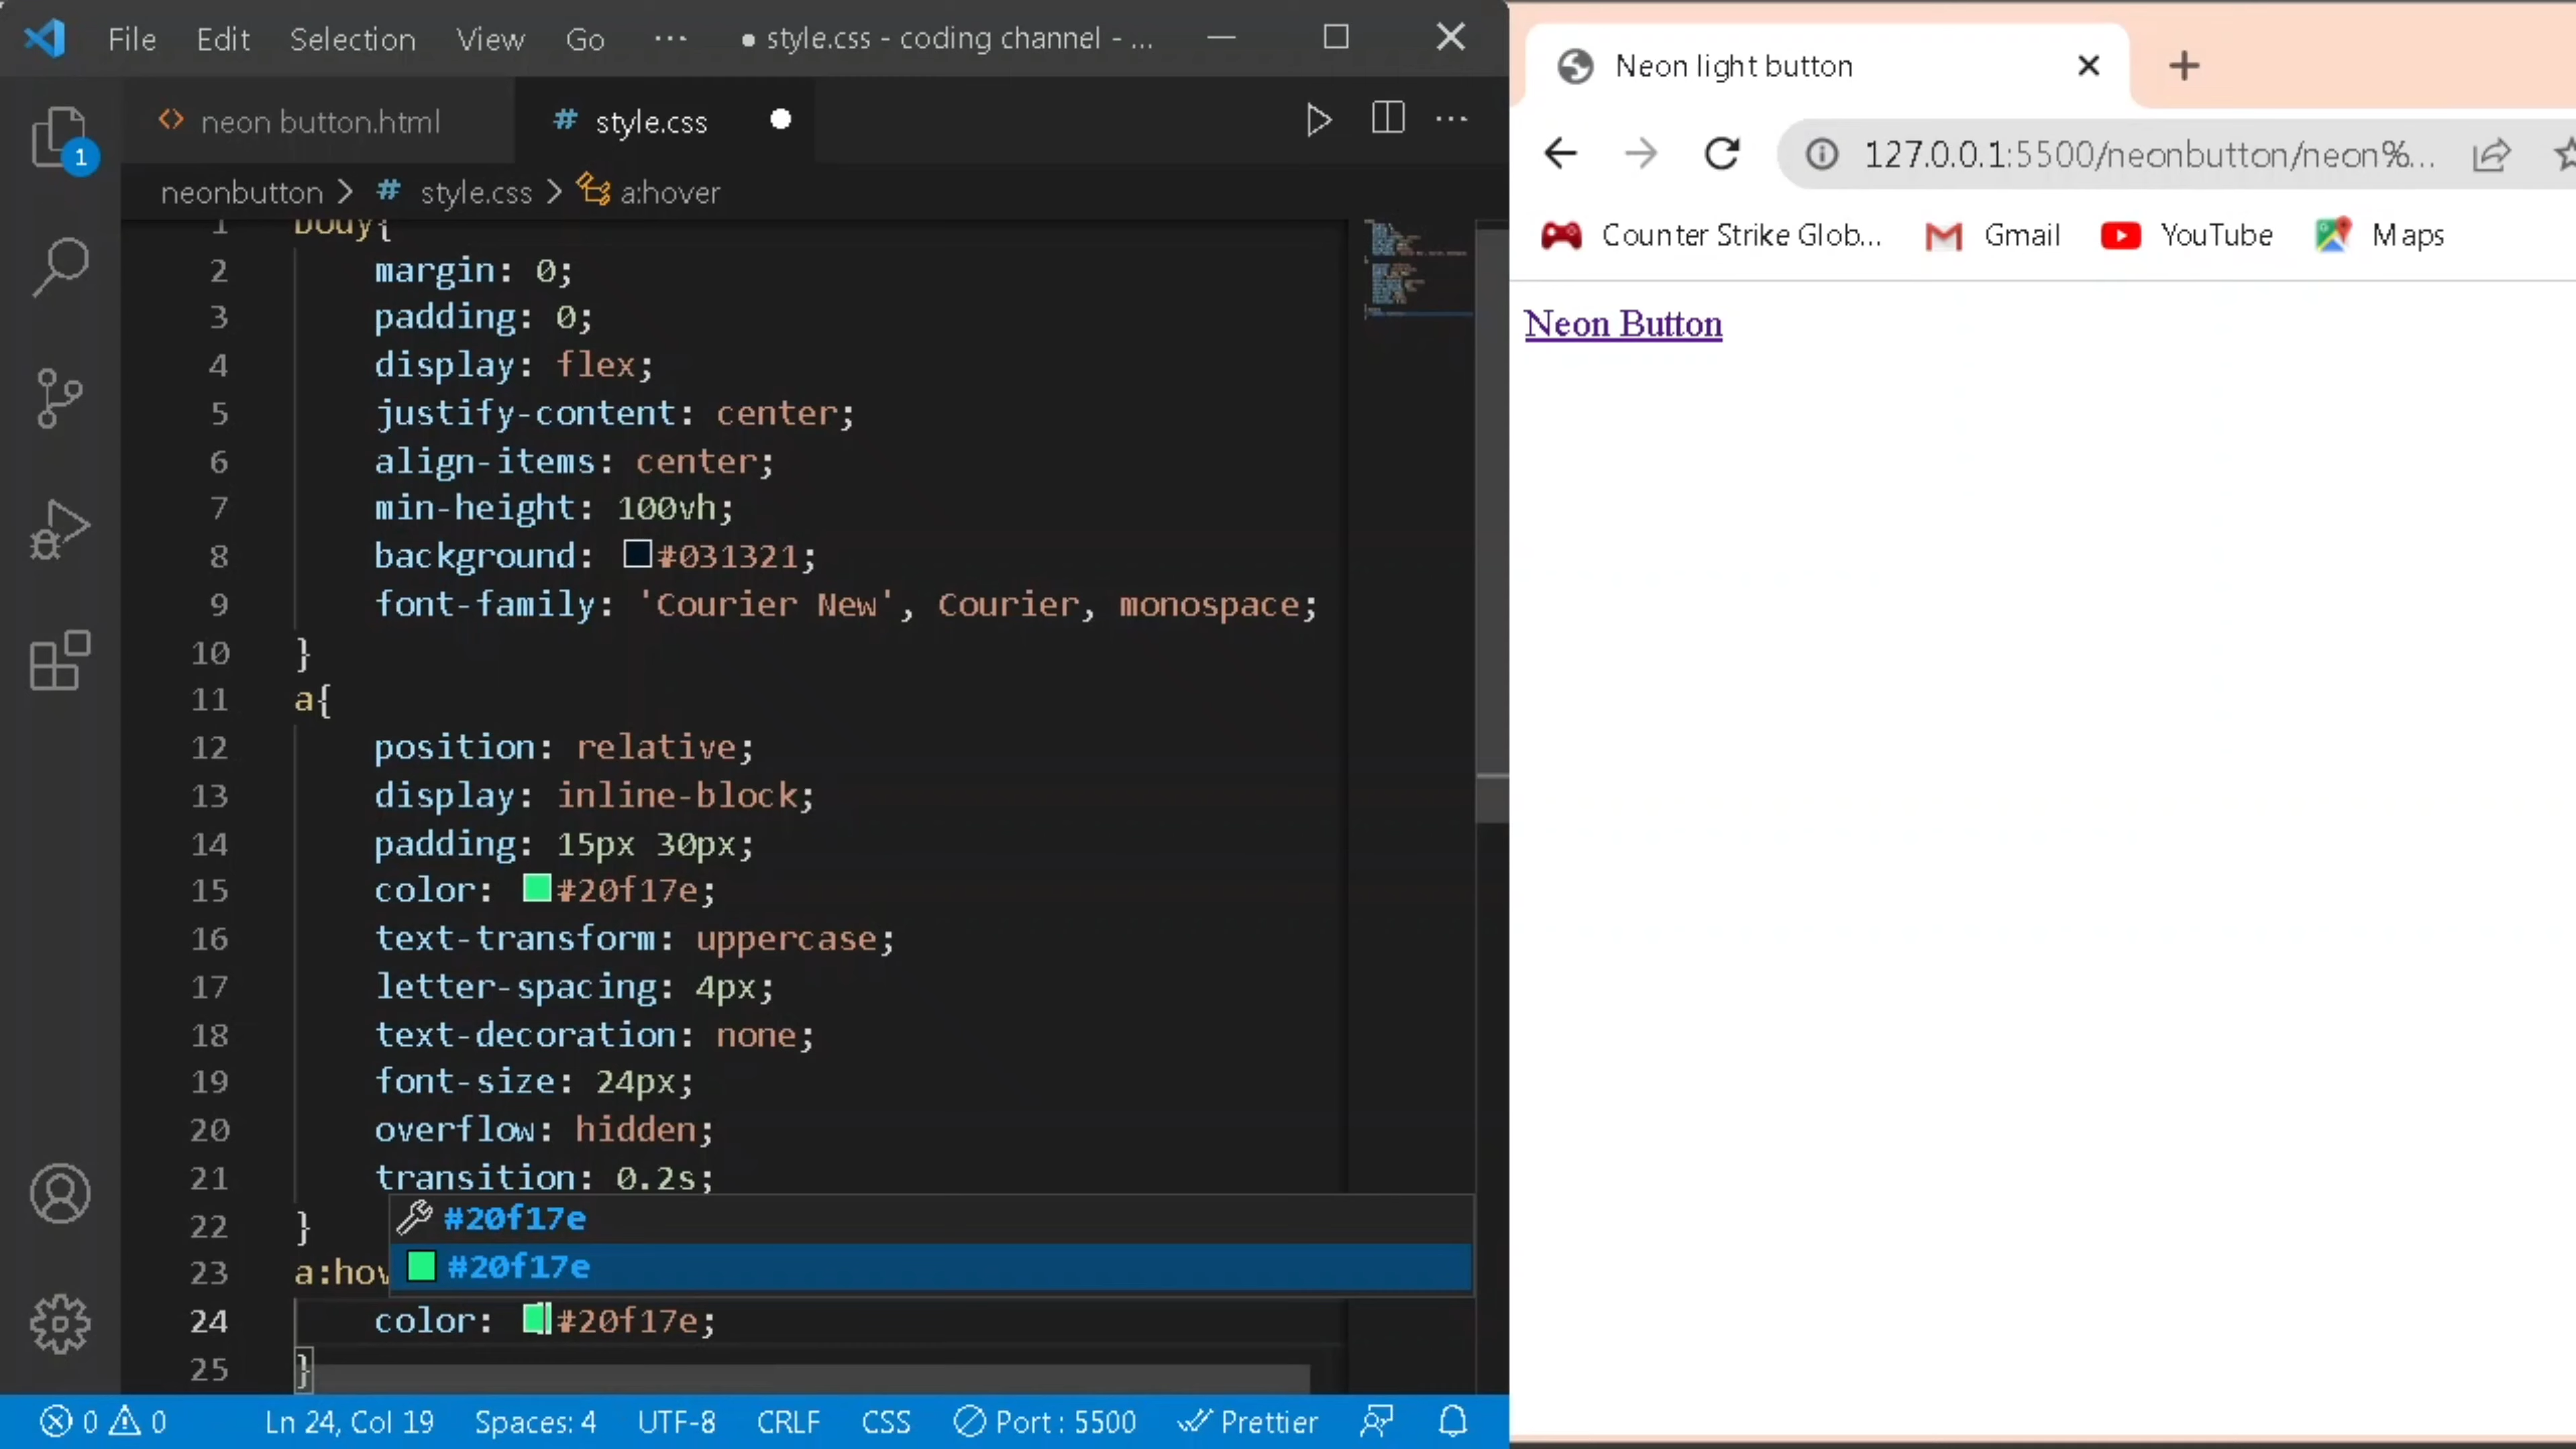 File Edit Selection View Go ··· ● style.css - coding channel - ...
neon button.html # style.css ●
neonbutton > # style.css > a:hover
1 body{
2 margin: 0;
3 padding: 0;
4 display: flex;
5 justify-content: center;
6 align-items: center;
7 min-height: 100vh;
8 background: #031321;
9 font-family: 'Courier New', Courier, monospace;
10 }
11 a{
12 position: relative;
13 display: inline-block;
14 padding: 15px 30px;
15 color: #20f17e;
16 text-transform: uppercase;
17 letter-spacing: 4px;
18 text-decoration: none;
19 font-size: 24px;
20 overflow: hidden;
21 transition: 0.2s;
22 }
#20f17e
23 a:hov
#20f17e
24 color: #20f17e;
25 }
1
0 0 Ln 24, Col 19 Spaces: 4 UTF-8 CRLF CSS Port : 5500 Prettier
Neon light button
127.0.0.1:5500/neonbutton/neon%...
Counter Strike Glob... Gmail YouTube Maps
Neon Button